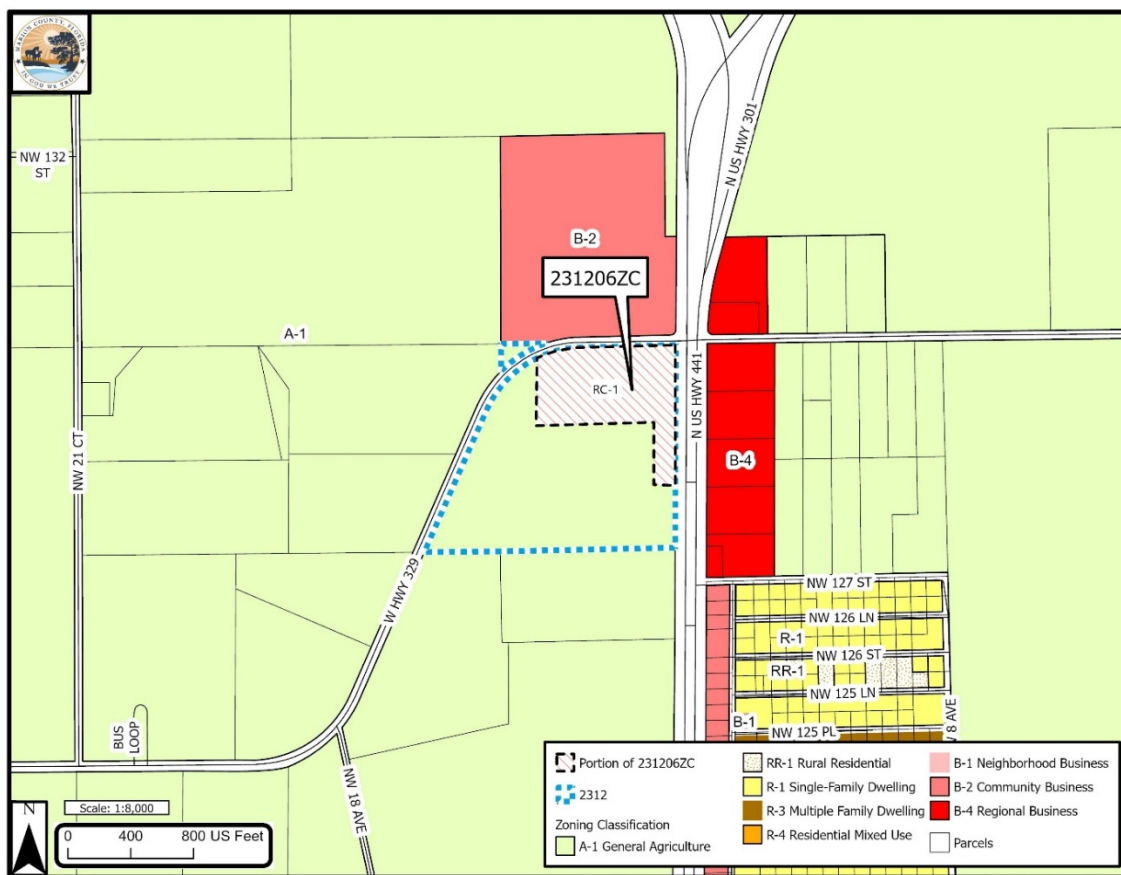 MARION COUNTY, FLORIDA
IN GOD WE TRUST
NW 132
ST
N US HWY 301
B-2
231206ZC
A-1
RC-1
NW 21 CT
N US HWY 441
B-4
W HWY 329
NW 127 ST
NW 126 LN
R-1
NW 126 ST
RR-1
NW 125 LN
B-1
NW 125 PL
8 AVE
BUS
LOOP
NW 18 AVE
Scale: 1:8,000
N
0 400 800 US Feet
Portion of 231206ZC
2312
Zoning Classification
A-1 General Agriculture
RR-1 Rural Residential
R-1 Single-Family Dwelling
R-3 Multiple Family Dwelling
R-4 Residential Mixed Use
B-1 Neighborhood Business
B-2 Community Business
B-4 Regional Business
Parcels